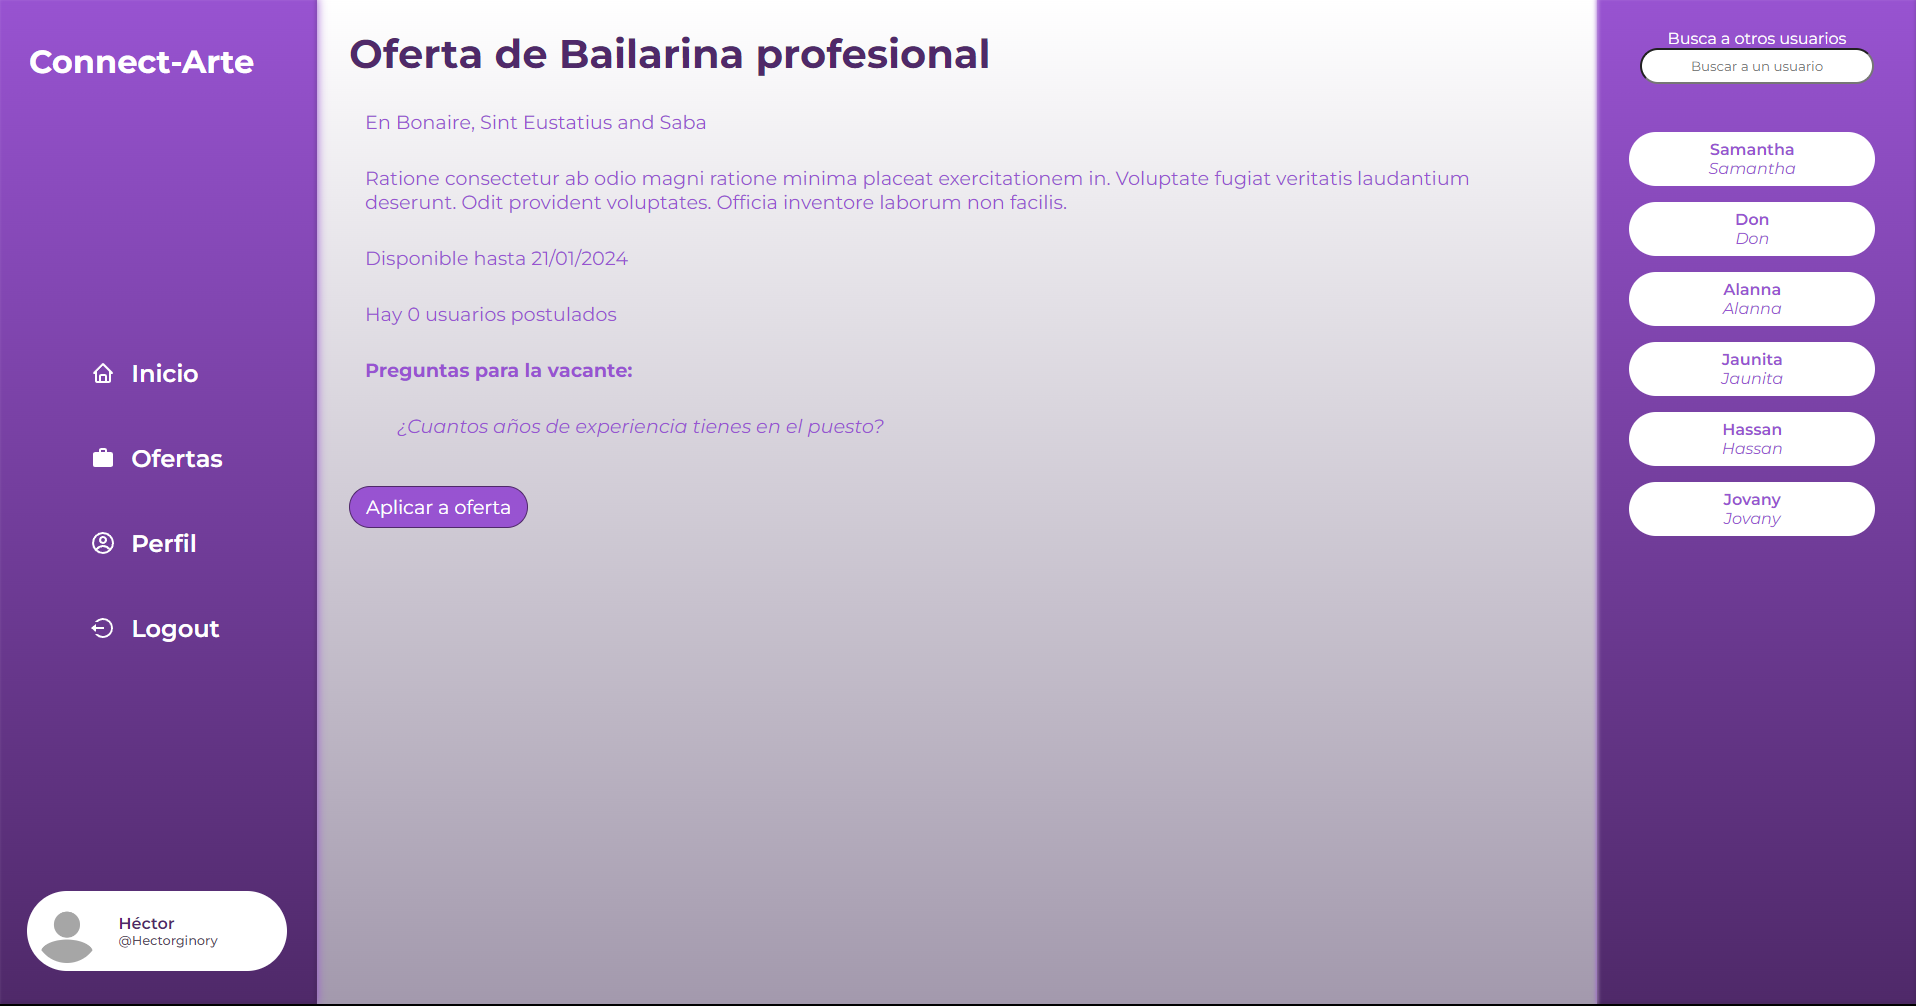 Connect-Arte
Inicio
Ofertas
Perfil
Logout
Héctor
@Hectorginory
Oferta de Bailarina profesional
En Bonaire, Sint Eustatius and Saba
Ratione consectetur ab odio magni ratione minima placeat exercitationem in. Voluptate fugiat veritatis laudantium
deserunt. Odit provident voluptates. Officia inventore laborum non facilis.
Disponible hasta 21/01/2024
Hay 0 usuarios postulados
Preguntas para la vacante:
¿Cuantos años de experiencia tienes en el puesto?
Aplicar a oferta
Busca a otros usuarios
Buscar a un usuario
Samantha
Samantha
Don
Don
Alanna
Alanna
Jaunita
Jaunita
Hassan
Hassan
Jovany
Jovany